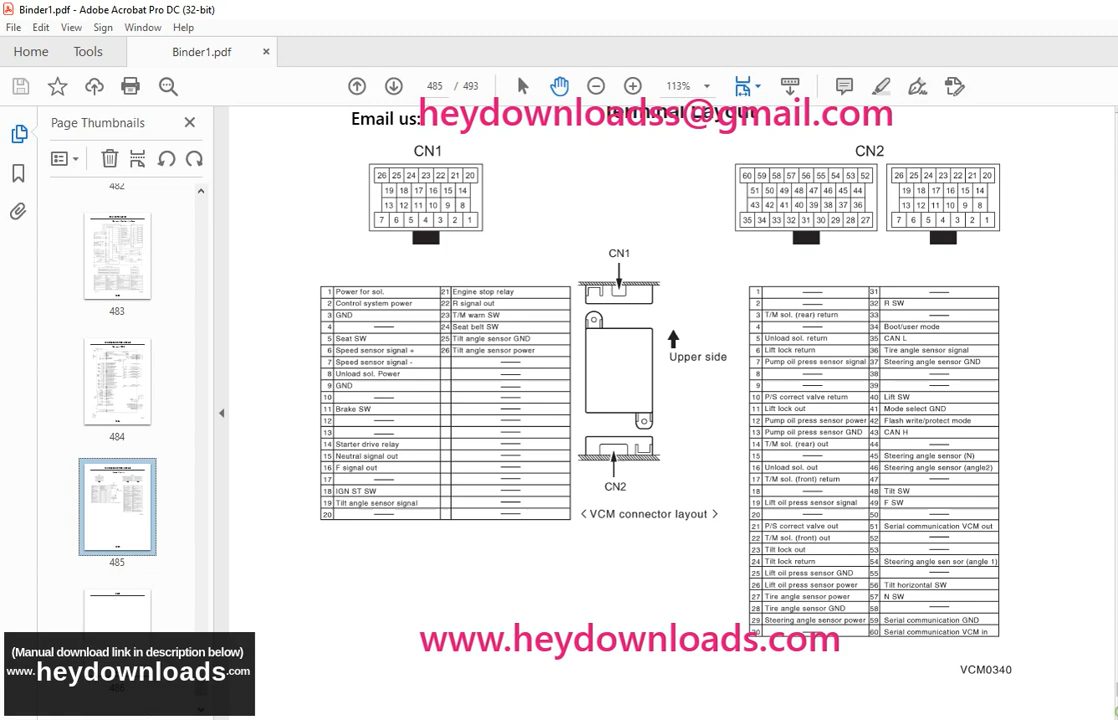 Binder1.pdf - Adobe Acrobat Pro DC (32-bit)
File Edit View Sign Window Help
Home Tools Binder1.pdf ×
485 / 493 113%
Page Thumbnails
482
483
484
485
486
Email us: heydownloadss@gmail.com
Terminal Layout
CN1
26 25 24 23 22 21 20
19 18 17 16 15 14
13 12 11 10 9 8
7 6 5 4 3 2 1
CN2
60 59 58 57 56 55 54 53 52
51 50 49 48 47 46 45 44
43 42 41 40 39 38 37 36
35 34 33 32 31 30 29 28 27
26 25 24 23 22 21 20
19 18 17 16 15 14
13 12 11 10 9 8
7 6 5 4 3 2 1
1 Power for sol. 21 Engine stop relay
2 Control system power 22 R signal out
3 GND 23 T/M warn SW
4 24 Seat belt SW
5 Seat SW 25 Tilt angle sensor GND
6 Speed sensor signal + 26 Tilt angle sensor power
7 Speed sensor signal -
8 Unload sol. Power
9 GND
10
11 Brake SW
12
13
14 Starter drive relay
15 Neutral signal out
16 F signal out
17
18 IGN ST SW
19 Tilt angle sensor signal
20
CN1
Upper side
CN2
< VCM connector layout >
1 31
2 32 R SW
3 T/M sol. (rear) return 33
4 34 Boot/user mode
5 Unload sol. return 35 CAN L
6 Lift lock return 36 Tire angle sensor signal
7 Pump oil press sensor signal 37 Steering angle sensor GND
8 38
9 39
10 P/S correct valve return 40 Lift SW
11 Lift lock out 41 Mode select GND
12 Pump oil press sensor power 42 Flash write/protect mode
13 Pump oil press sensor GND 43 CAN H
14 T/M sol. (rear) out 44
15 45 Steering angle sensor (N)
16 Unload sol. out 46 Steering angle sensor (angle2)
17 T/M sol. (front) return 47
18 48 Tilt SW
19 Lift oil press sensor signal 49 F SW
20 50
21 P/S correct valve out 51 Serial communication VCM out
22 T/M sol. (front) out 52
23 Tilt lock out 53
24 Tilt lock return 54 Steering angle sen sor (angle 1)
25 Lift oil press sensor GND 55
26 Lift oil press sensor power 56 Tilt horizontal SW
27 Tire angle sensor power 57 N SW
28 Tire angle sensor GND 58
29 Steering angle sensor power 59 Serial communication GND
30 60 Serial communication VCM in
www.heydownloads.com
VCM0340
(Manual download link in description below)
www.heydownloads.com